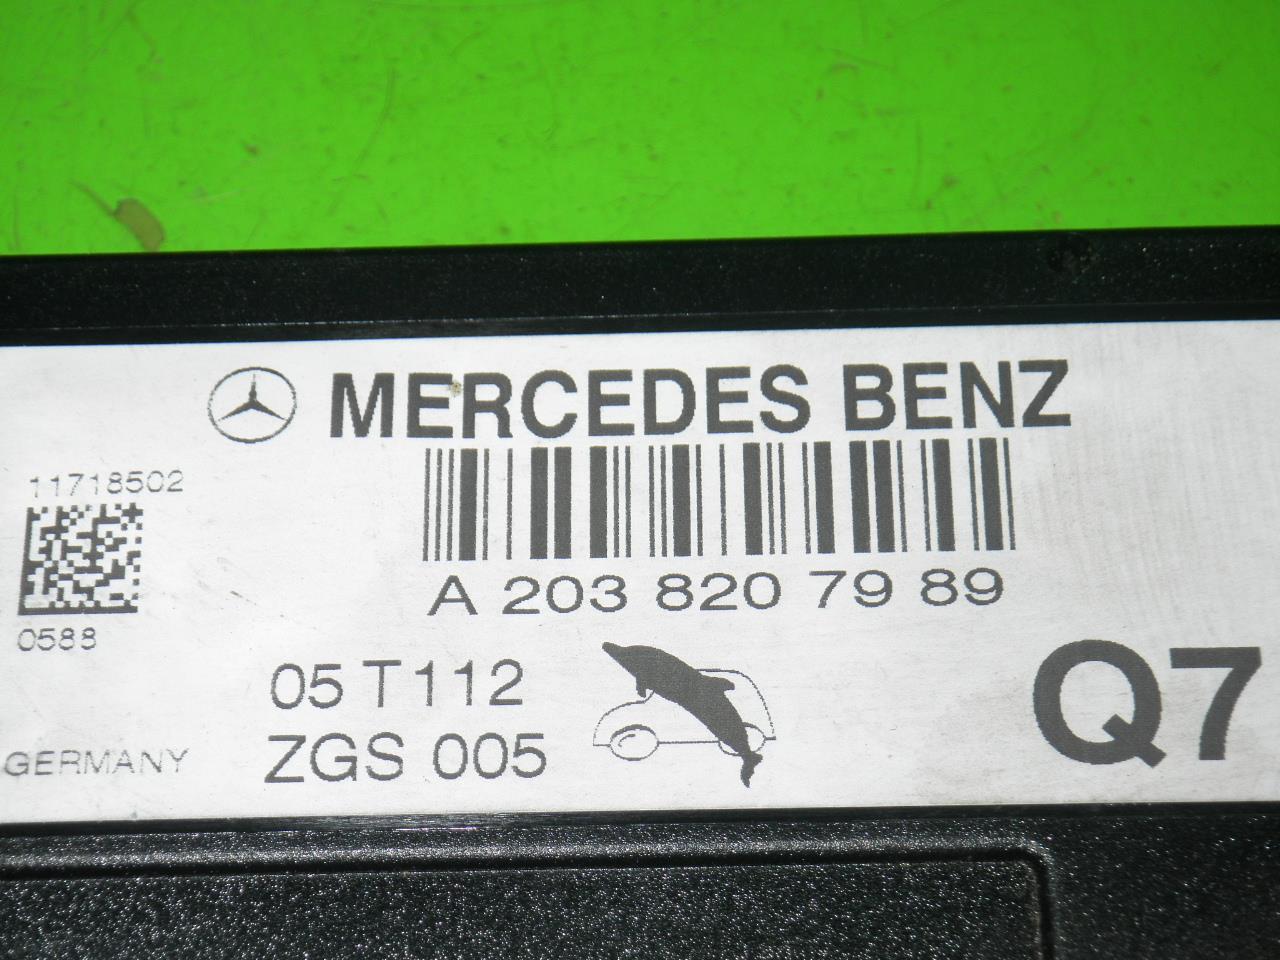 MERCEDES BENZ
11718502
A 203 820 79 89
0588
05 T112
ZGS 005
Q7
GERMANY